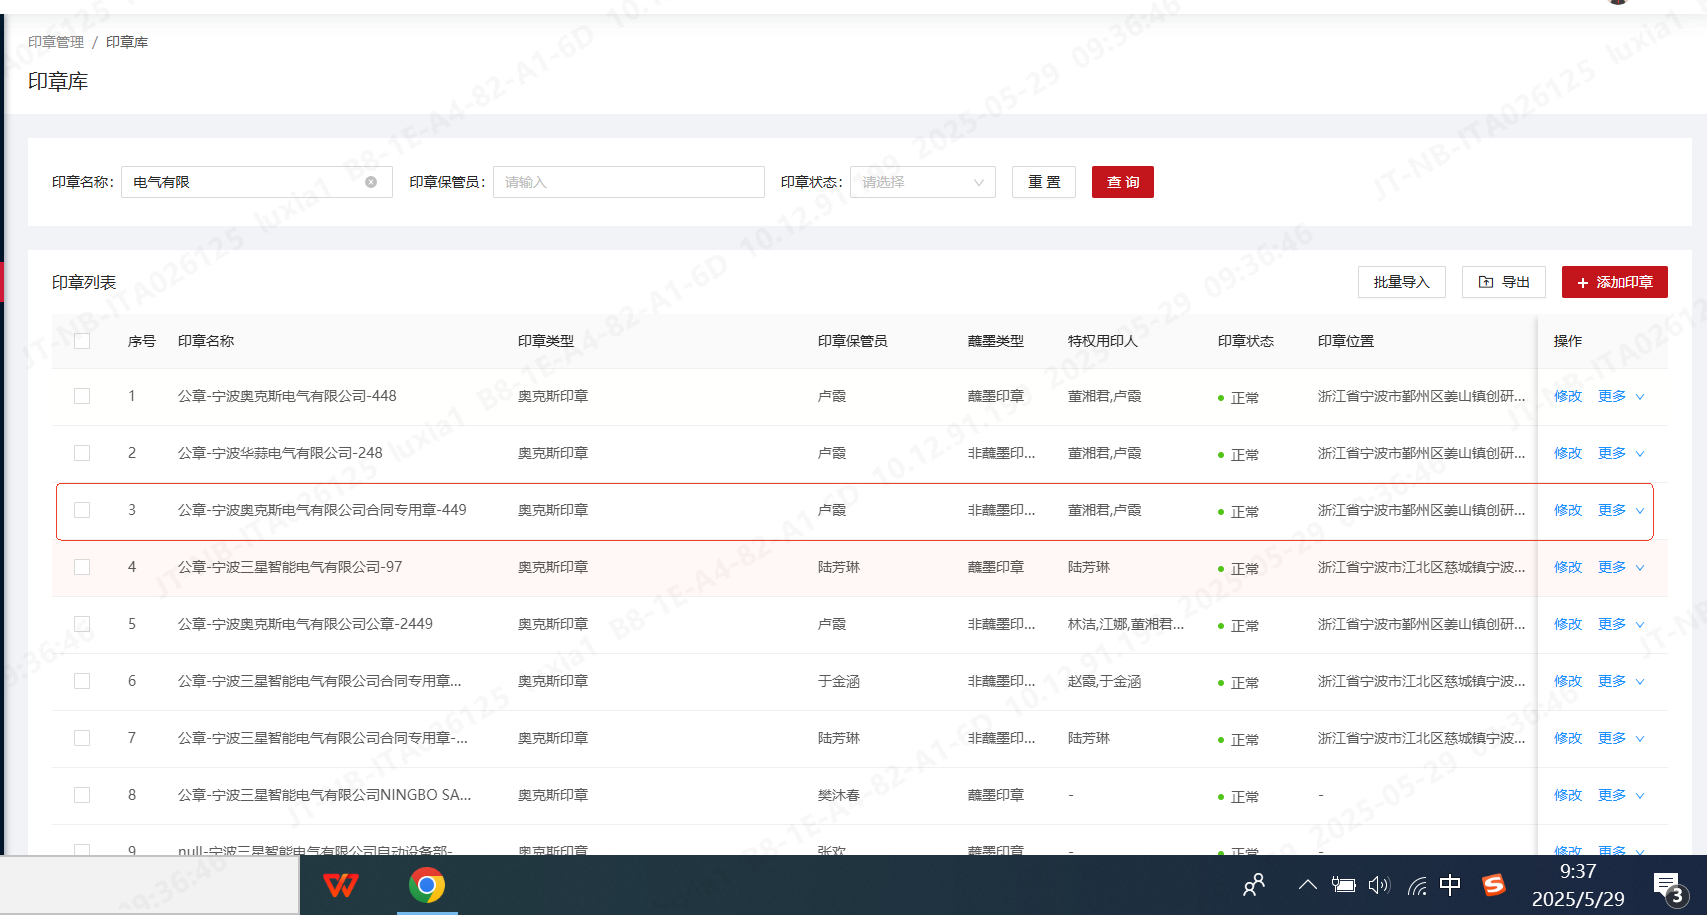 印章管理 / 印章库
印章库
印章名称： 电气有限 印章保管员： 请输入 印章状态： 请选择 重 置 查 询
印章列表 批量导入 导出 + 添加印章
序号 印章名称 印章类型 印章保管员 蘸墨类型 特权用印人 印章状态 印章位置 操作
1 公章-宁波奥克斯电气有限公司-448 奥克斯印章 卢霞 蘸墨印章 董湘君,卢霞 正常 浙江省宁波市鄞州区姜山镇创研... 修改 更多
2 公章-宁波华蒜电气有限公司-248 奥克斯印章 卢霞 非蘸墨印... 董湘君,卢霞 正常 浙江省宁波市鄞州区姜山镇创研... 修改 更多
3 公章-宁波奥克斯电气有限公司合同专用章-449 奥克斯印章 卢霞 非蘸墨印... 董湘君,卢霞 正常 浙江省宁波市鄞州区姜山镇创研... 修改 更多
4 公章-宁波三星智能电气有限公司-97 奥克斯印章 陆芳琳 蘸墨印章 陆芳琳 正常 浙江省宁波市江北区慈城镇宁波... 修改 更多
5 公章-宁波奥克斯电气有限公司公章-2449 奥克斯印章 卢霞 非蘸墨印... 林洁,江娜,董湘君... 正常 浙江省宁波市鄞州区姜山镇创研... 修改 更多
6 公章-宁波三星智能电气有限公司合同专用章... 奥克斯印章 于金涵 非蘸墨印... 赵霞,于金涵 正常 浙江省宁波市江北区慈城镇宁波... 修改 更多
7 公章-宁波三星智能电气有限公司合同专用章-... 奥克斯印章 陆芳琳 非蘸墨印... 陆芳琳 正常 浙江省宁波市江北区慈城镇宁波... 修改 更多
8 公章-宁波三星智能电气有限公司NINGBO SA... 奥克斯印章 樊沐春 蘸墨印章 - 正常 - 修改 更多
9 null-宁波三星智能电气有限公司自动设备部- 奥克斯印章 张欢 蘸墨印章 - 正常 - 修改 更多
JT-NB-ITA026125 luxia1 B8-1E-A4-82-A1-6D 10.12.91.199 2025-05-29 09:36:46
中 9:37
2025/5/29 3